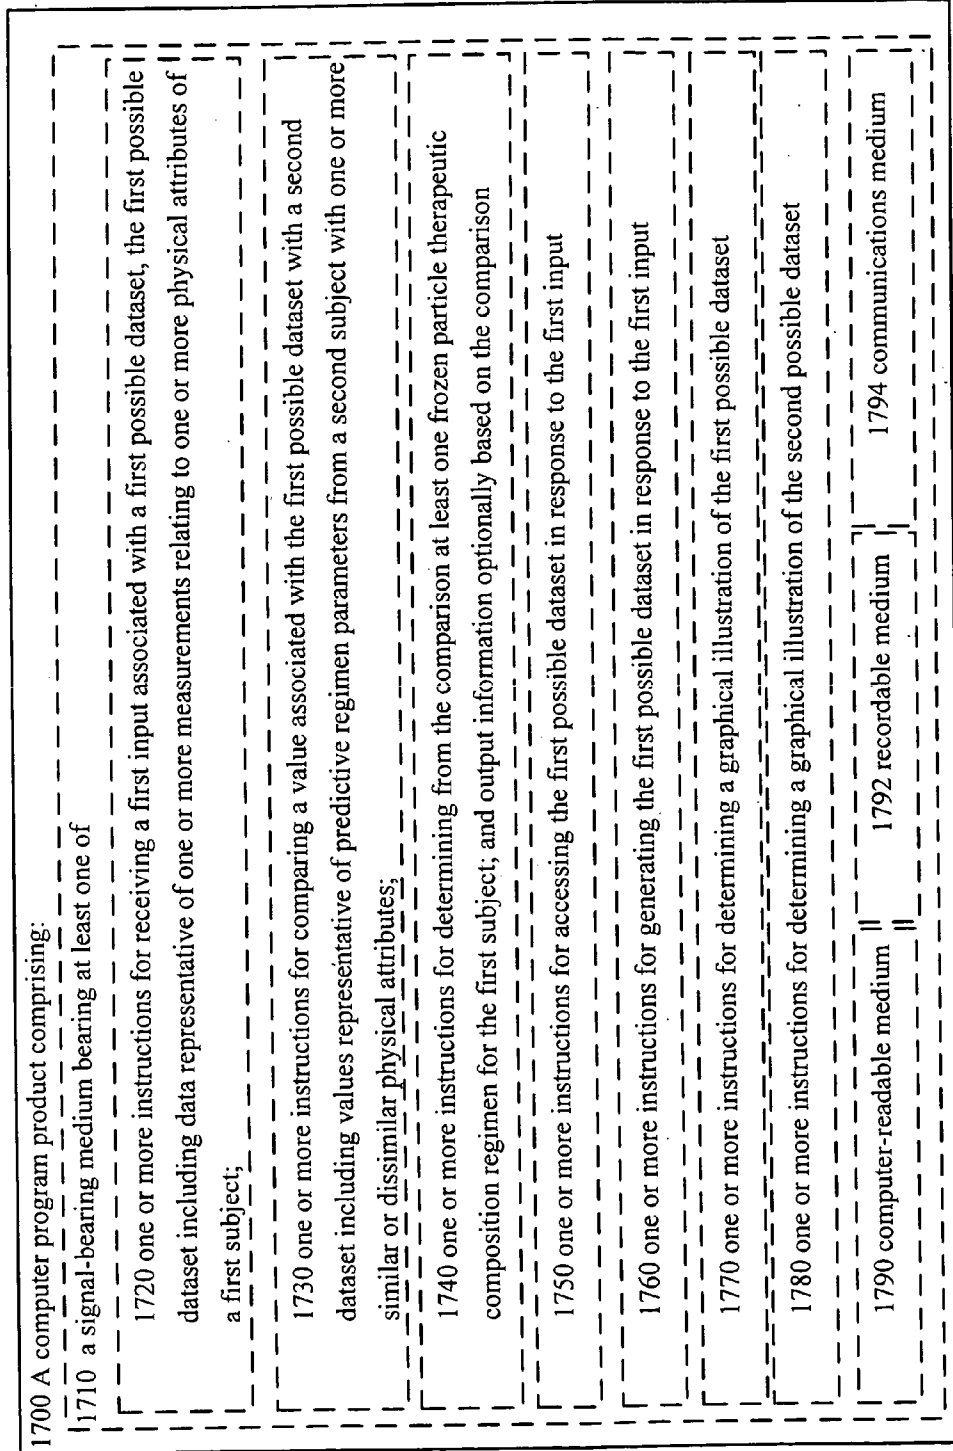 1700 A computer program product comprising:
1710 a signal-bearing medium bearing at least one of
1720 one or more instructions for receiving a first input associated with a first possible dataset, the first possible
dataset including data representative of one or more measurements relating to one or more physical attributes of
a first subject;
1730 one or more instructions for comparing a value associated with the first possible dataset with a second
dataset including values representative of predictive regimen parameters from a second subject with one or more
similar or dissimilar physical attributes;
1740 one or more instructions for determining from the comparison at least one frozen particle therapeutic
composition regimen for the first subject; and output information optionally based on the comparison
1750 one or more instructions for accessing the first possible dataset in response to the first input
1760 one or more instructions for generating the first possible dataset in response to the first input
1770 one or more instructions for determining a graphical illustration of the first possible dataset
1780 one or more instructions for determining a graphical illustration of the second possible dataset
1790 computer-readable medium
1792 recordable medium
1794 communications medium